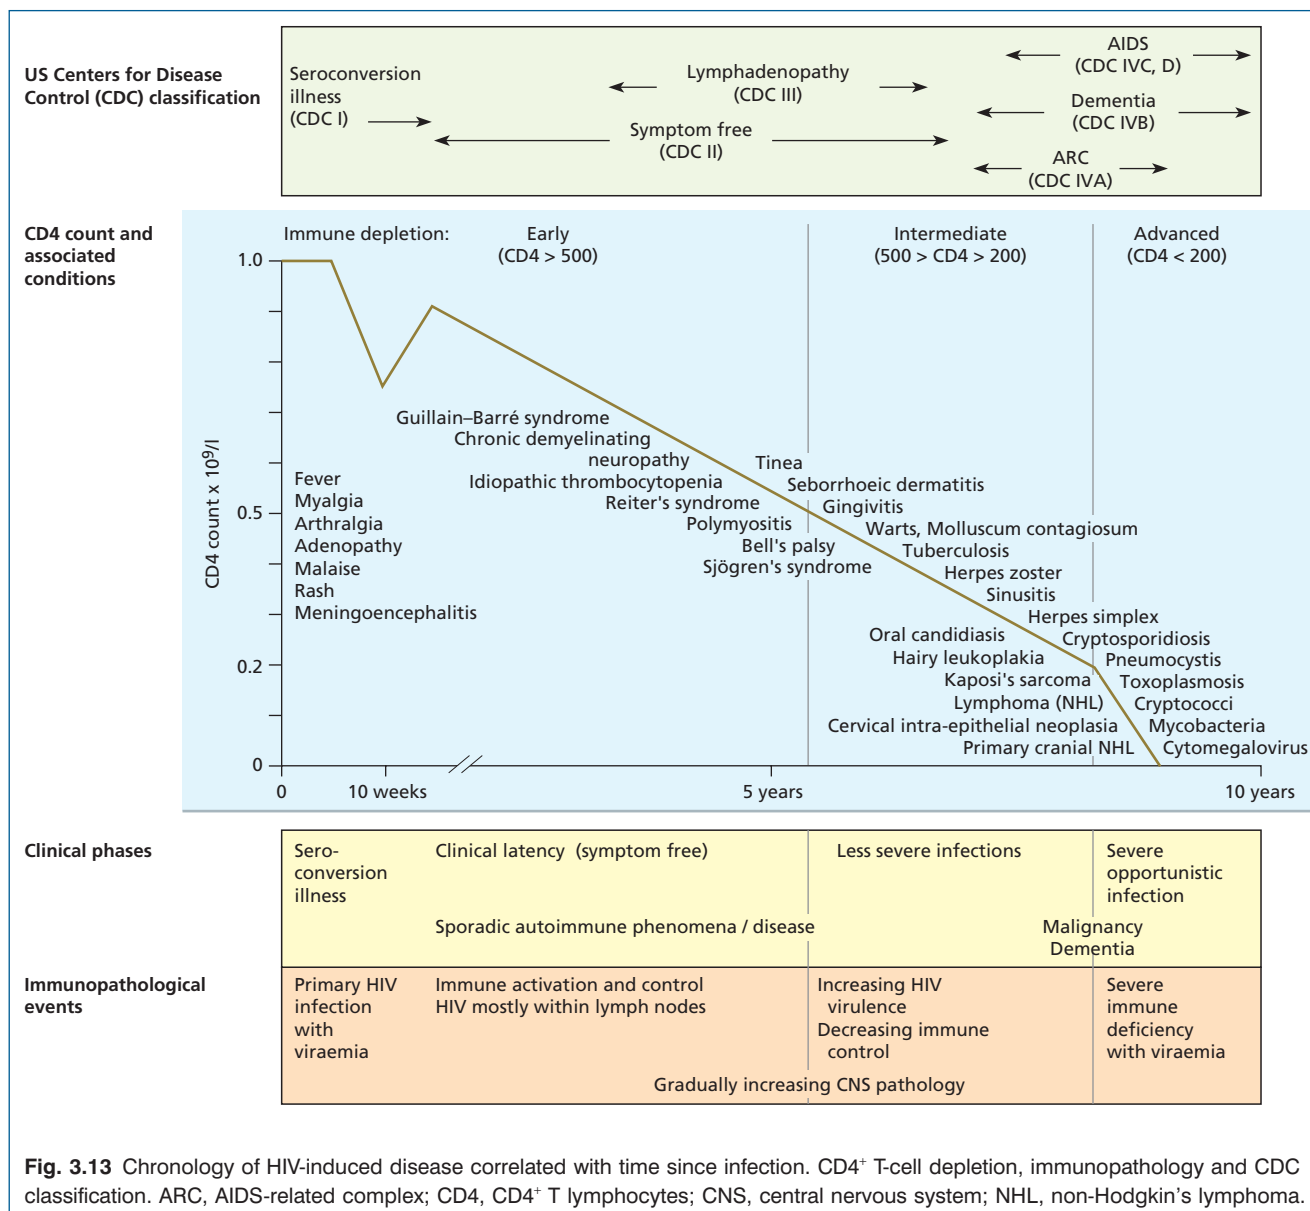 US Centers for Disease
Control (CDC) classification
Seroconversion
illness
(CDC I)
Lymphadenopathy
(CDC III)
Symptom free
(CDC II)
AIDS
(CDC IVC, D)
Dementia
(CDC IVB)
ARC
(CDC IVA)
CD4 count and
associated
conditions
Immune depletion:
Early
(CD4 > 500)
Intermediate
(500 > CD4 > 200)
Advanced
(CD4 < 200)
CD4 count x 10⁹/l
1.0
0.5
0.2
0
Fever
Myalgia
Arthralgia
Adenopathy
Malaise
Rash
Meningoencephalitis
Guillain–Barré syndrome
Chronic demyelinating
neuropathy
Idiopathic thrombocytopenia
Reiter's syndrome
Polymyositis
Bell's palsy
Sjögren's syndrome
Tinea
Seborrhoeic dermatitis
Gingivitis
Warts, Molluscum contagiosum
Tuberculosis
Herpes zoster
Sinusitis
Herpes simplex
Cryptosporidiosis
Pneumocystis
Toxoplasmosis
Cryptococci
Mycobacteria
Cytomegalovirus
Oral candidiasis
Hairy leukoplakia
Kaposi's sarcoma
Lymphoma (NHL)
Cervical intra-epithelial neoplasia
Primary cranial NHL
0
10 weeks
5 years
10 years
Clinical phases
Sero-
conversion
illness
Clinical latency (symptom free)
Sporadic autoimmune phenomena / disease
Less severe infections
Malignancy
Dementia
Severe
opportunistic
infection
Immunopathological
events
Primary HIV
infection
with
viraemia
Immune activation and control
HIV mostly within lymph nodes
Increasing HIV
virulence
Decreasing immune
control
Severe
immune
deficiency
with viraemia
Gradually increasing CNS pathology
Fig. 3.13 Chronology of HIV-induced disease correlated with time since infection. CD4⁺ T-cell depletion, immunopathology and CDC
classification. ARC, AIDS-related complex; CD4, CD4⁺ T lymphocytes; CNS, central nervous system; NHL, non-Hodgkin's lymphoma.